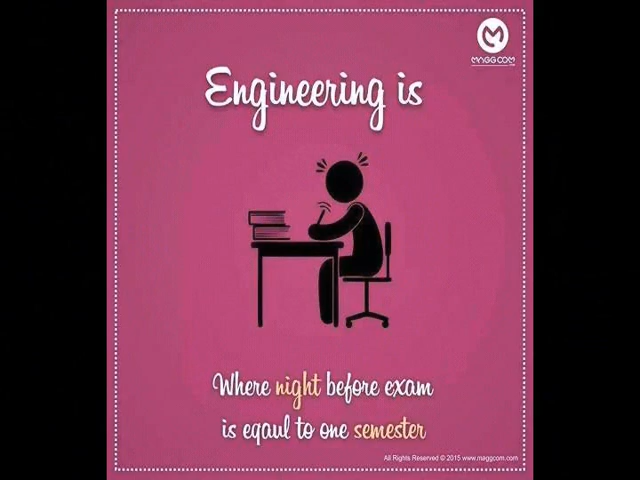 MAGGCOM
Engineering is
Where night before exam
is eqaul to one semester
All Rights Reserved © 2015 www.maggcom.com